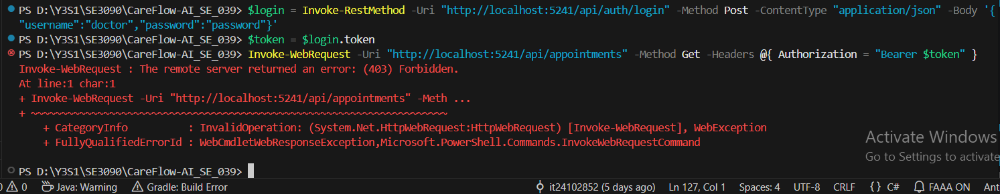 PS D:\Y3S1\SE3090\CareFlow-AI_SE_039> $login = Invoke-RestMethod -Uri "http://localhost:5241/api/auth/login" -Method Post -ContentType "application/json" -Body '{
"username":"doctor","password":"password"}'
PS D:\Y3S1\SE3090\CareFlow-AI_SE_039> $token = $login.token
PS D:\Y3S1\SE3090\CareFlow-AI_SE_039> Invoke-WebRequest -Uri "http://localhost:5241/api/appointments" -Method Get -Headers @{ Authorization = "Bearer $token" }
Invoke-WebRequest : The remote server returned an error: (403) Forbidden.
At line:1 char:1
+ Invoke-WebRequest -Uri "http://localhost:5241/api/appointments" -Meth ...
+ ~~~~~~~~~~~~~~~~~~~~~~~~~~~~~~~~~~~~~~~~~~~~~~~~~~~~~~~~~~~~~~~~~~~~~
+ CategoryInfo : InvalidOperation: (System.Net.HttpWebRequest:HttpWebRequest) [Invoke-WebRequest], WebException
+ FullyQualifiedErrorId : WebCmdletWebResponseException,Microsoft.PowerShell.Commands.InvokeWebRequestCommand
Activate Windows
Go to Settings to activate
PS D:\Y3S1\SE3090\CareFlow-AI_SE_039>
0 0 Java: Warning Gradle: Build Error it24102852 (5 days ago) Ln 127, Col 1 Spaces: 4 UTF-8 CRLF {} C# FAAA ON Ant